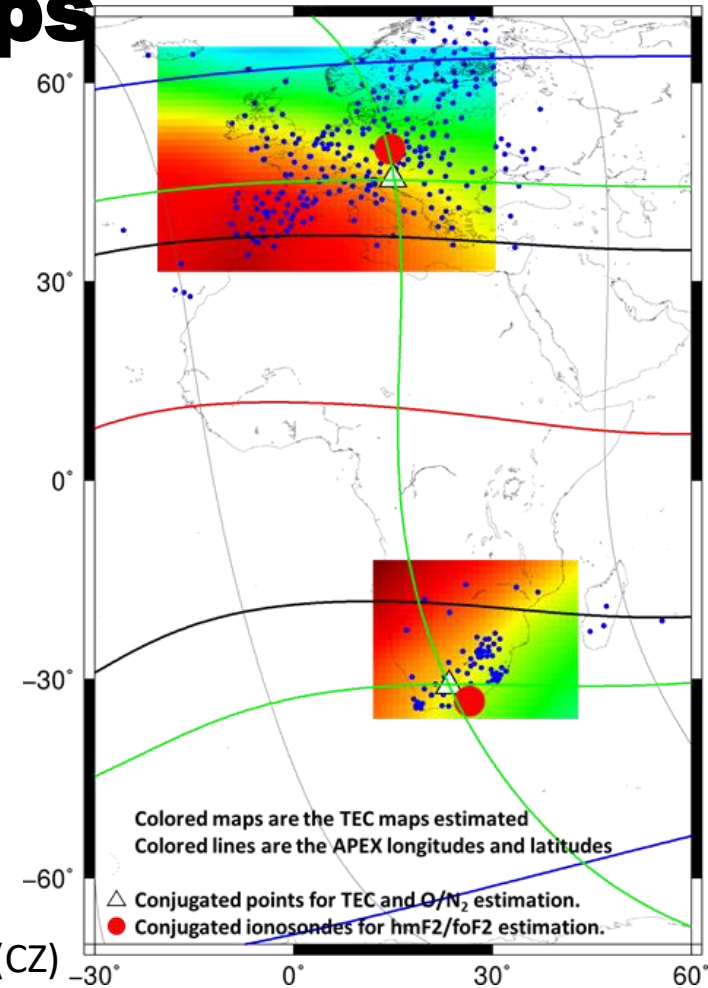 ps
60°
30°
0°
−30°
Colored maps are the TEC maps estimated
Colored lines are the APEX longitudes and latitudes
−60°
Conjugated points for TEC and O/N₂ estimation.
Conjugated ionosondes for hmF2/foF2 estimation.
(CZ)
−30° 0° 30° 60°